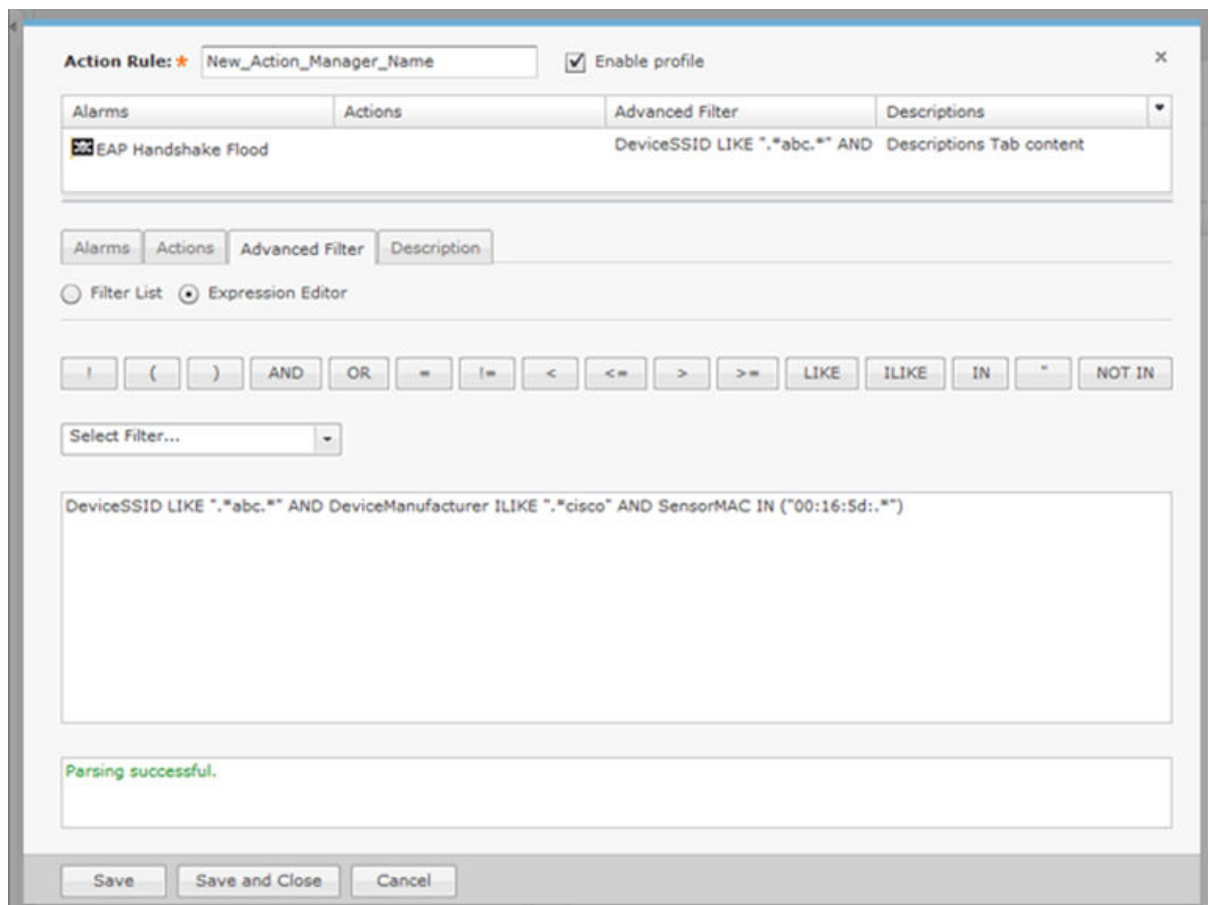 Action Rule: * New_Action_Manager_Name Enable profile
Alarms Actions Advanced Filter Descriptions
EAP Handshake Flood DeviceSSID LIKE ".*abc.*" AND Descriptions Tab content
Alarms Actions Advanced Filter Description
Filter List Expression Editor
! ( ) AND OR = != < <= > >= LIKE ILIKE IN " NOT IN
Select Filter...
DeviceSSID LIKE ".*abc.*" AND DeviceManufacturer ILIKE ".*cisco" AND SensorMAC IN ("00:16:5d:.*")
Parsing successful.
Save Save and Close Cancel